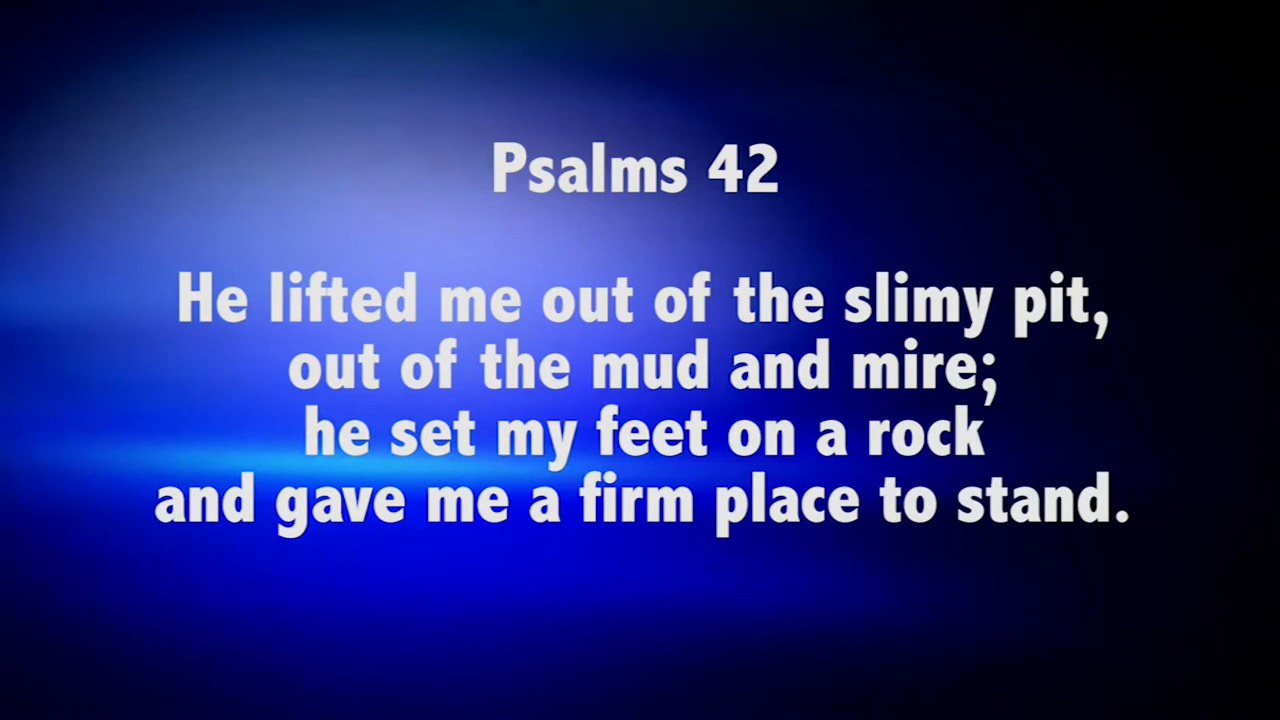 Psalms 42
He lifted me out of the slimy pit,
out of the mud and mire;
he set my feet on a rock
and gave me a firm place to stand.